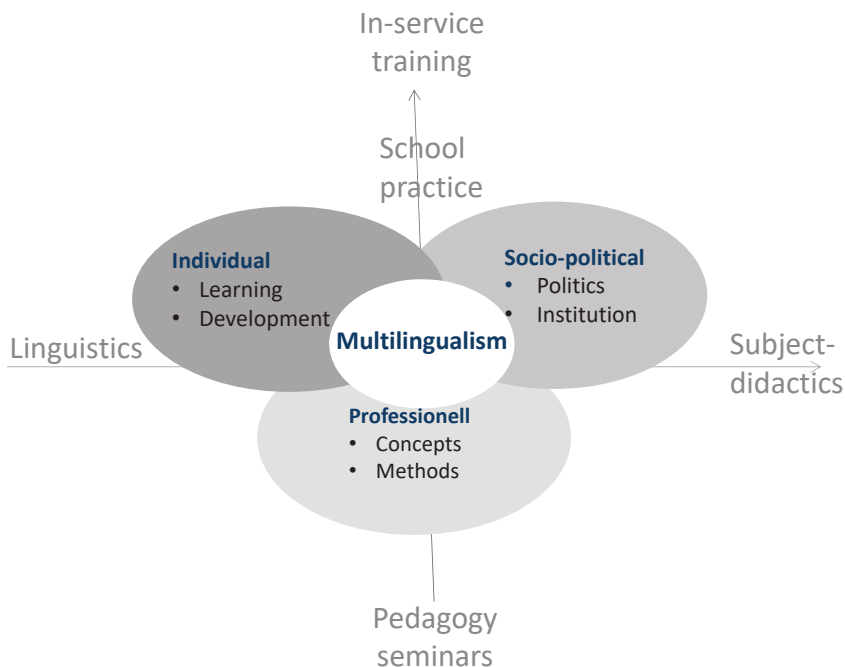 In-service
training
School
practice
Individual
• Learning
• Development
Socio-political
• Politics
• Institution
Multilingualism
Linguistics
Subject-
didactics
Professionell
• Concepts
• Methods
Pedagogy
seminars